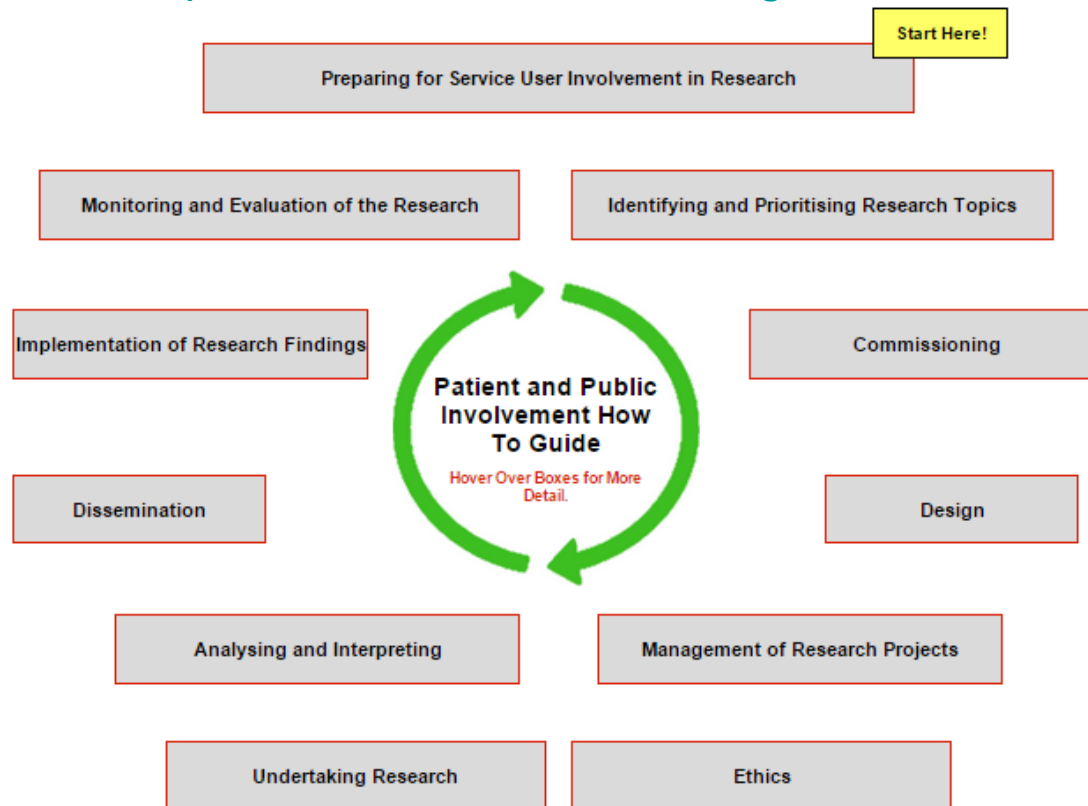 Start Here!
Preparing for Service User Involvement in Research
Monitoring and Evaluation of the Research
Identifying and Prioritising Research Topics
Implementation of Research Findings
Commissioning
Patient and Public
Involvement How
To Guide
Hover Over Boxes for More
Detail.
Dissemination
Design
Analysing and Interpreting
Management of Research Projects
Undertaking Research
Ethics